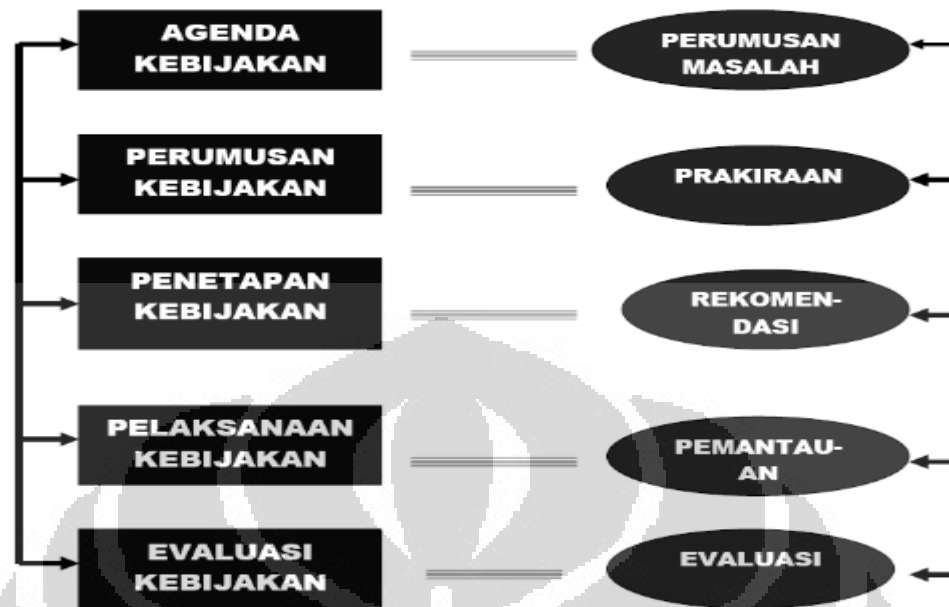 AGENDA
KEBIJAKAN
PERUMUSAN
MASALAH
PERUMUSAN
KEBIJAKAN
PRAKIRAAN
PENETAPAN
KEBIJAKAN
REKOMEN-
DASI
PELAKSANAAN
KEBIJAKAN
PEMANTAU-
AN
EVALUASI
KEBIJAKAN
EVALUASI